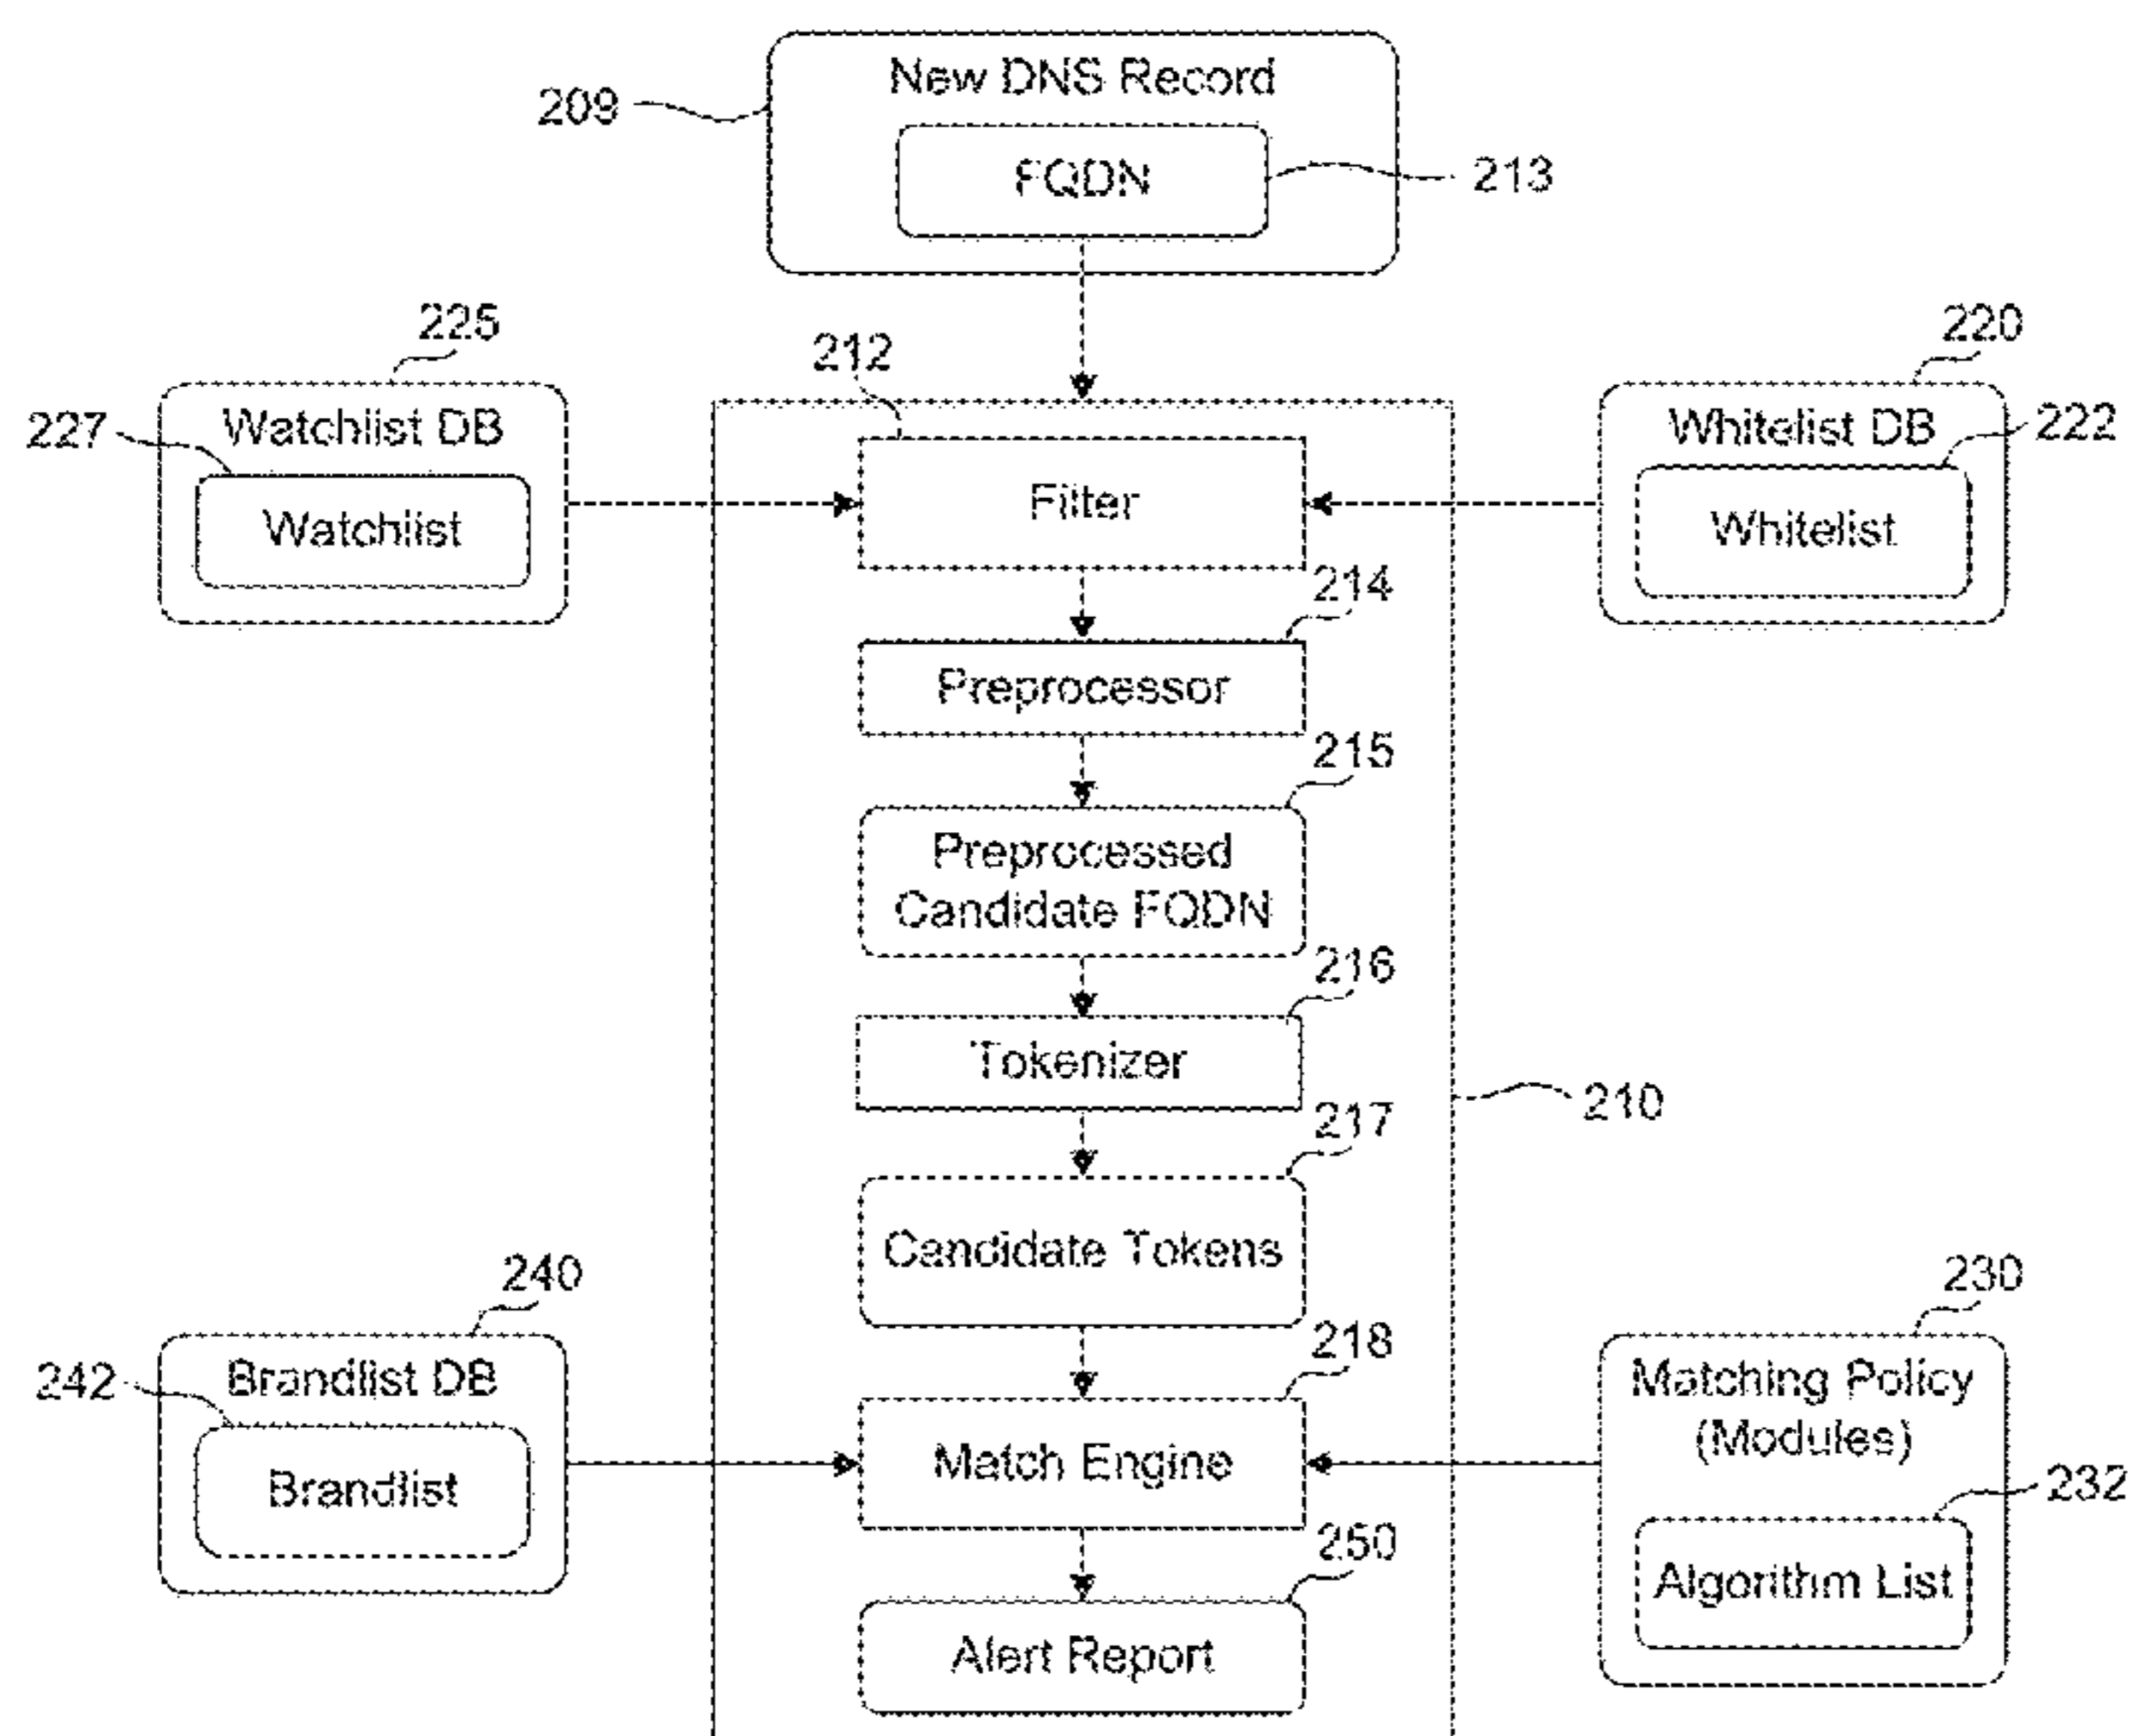 New DNS Record
209
FQDN
213
225
212
220
Watchlist DB
227
Watchlist
Filter
Whitelist DB
222
Whitelist
214
Preprocessor
215
Preprocessed
Candidate FQDN
216
Tokenizer
210
217
Candidate Tokens
240
230
Brandlist DB
242
Brandlist
218
Match Engine
Matching Policy
(Modules)
232
Algorithm List
250
Alert Report